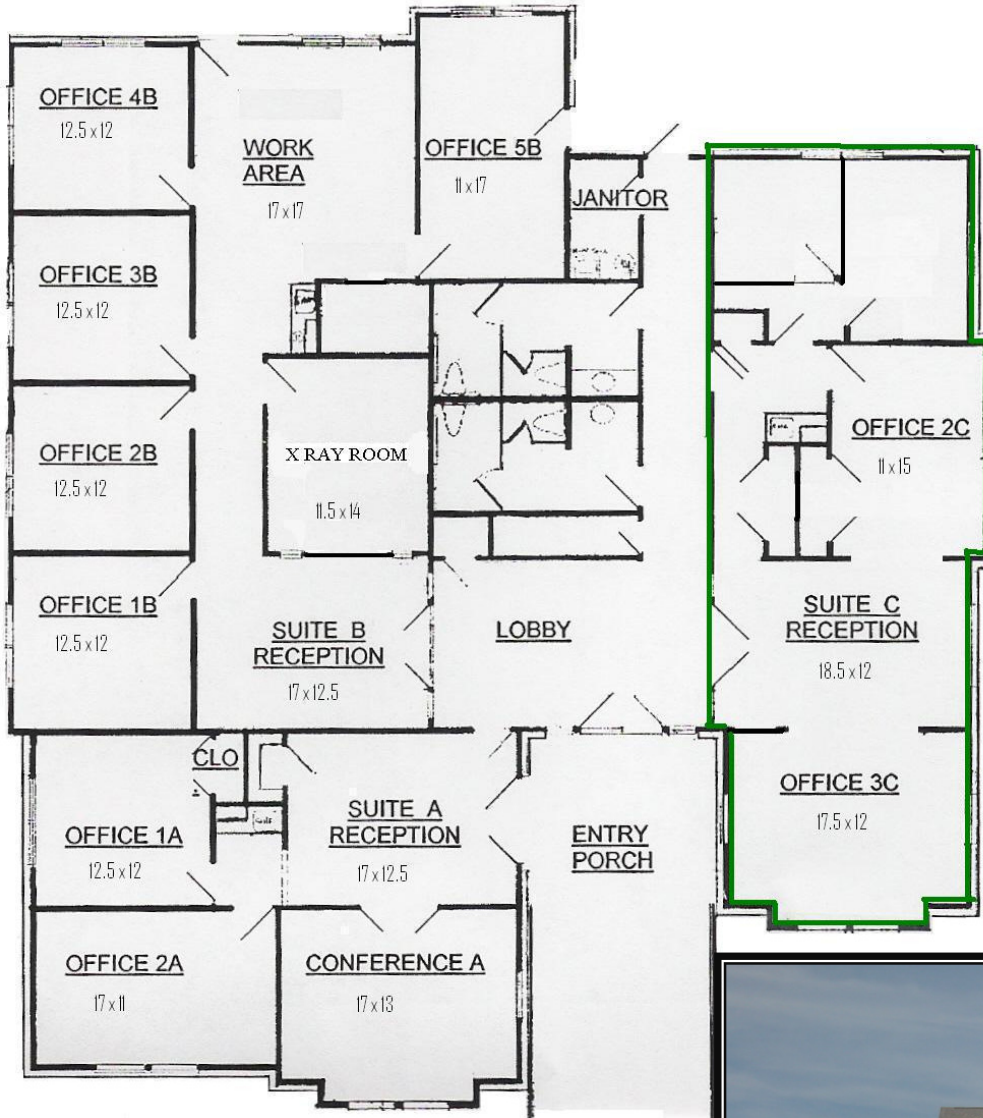 OFFICE 4B
12.5 x 12
WORK
AREA
17 x 17
OFFICE 5B
11 x 17
JANITOR
OFFICE 3B
12.5 x 12
OFFICE 2B
12.5 x 12
X RAY ROOM
11.5 x 14
OFFICE 2C
11 x 15
OFFICE 1B
12.5 x 12
SUITE B
RECEPTION
17 x 12.5
LOBBY
SUITE C
RECEPTION
18.5 x 12
CLO
OFFICE 1A
12.5 x 12
SUITE A
RECEPTION
17 x 12.5
ENTRY
PORCH
OFFICE 3C
17.5 x 12
OFFICE 2A
17 x 11
CONFERENCE A
17 x 13